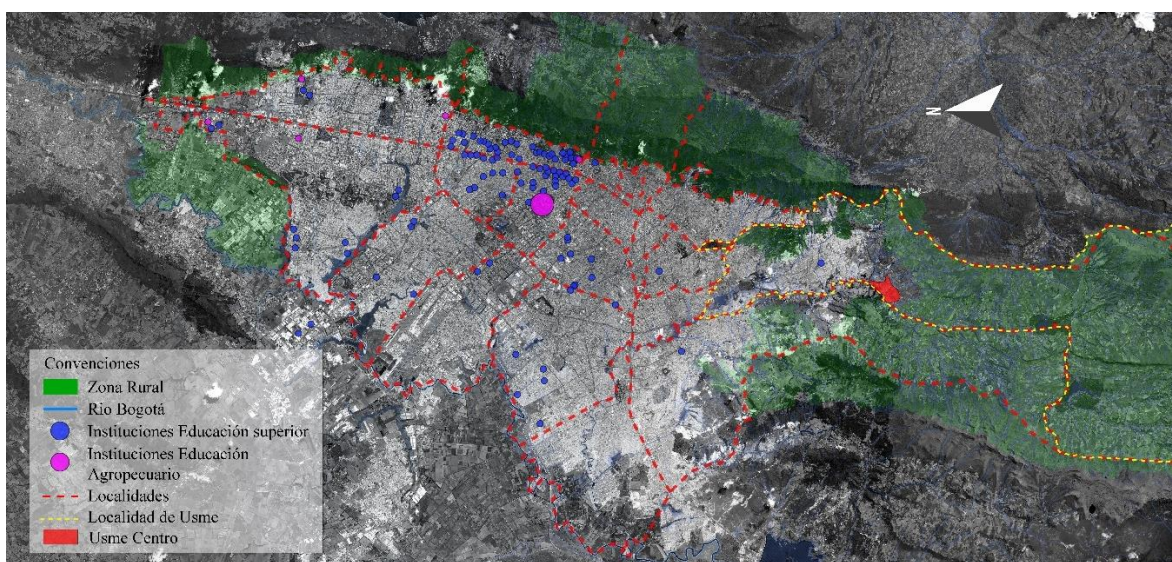 N
Convenciones
Zona Rural
Rio Bogotá
Instituciones Educación superior
Instituciones Educación
Agropecuario
Localidades
Localidad de Usme
Usme Centro